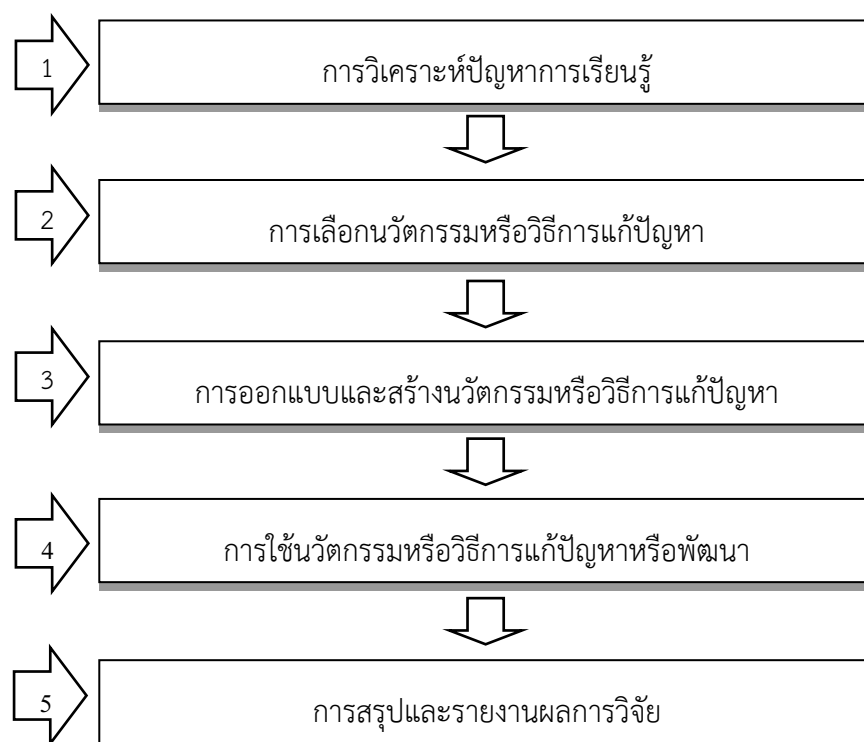 1
การวิเคราะห์ปัญหาการเรียนรู้
2
การเลือกนวัตกรรมหรือวิธีการแก้ปัญหา
3
การออกแบบและสร้างนวัตกรรมหรือวิธีการแก้ปัญหา
4
การใช้นวัตกรรมหรือวิธีการแก้ปัญหาหรือพัฒนา
5
การสรุปและรายงานผลการวิจัย